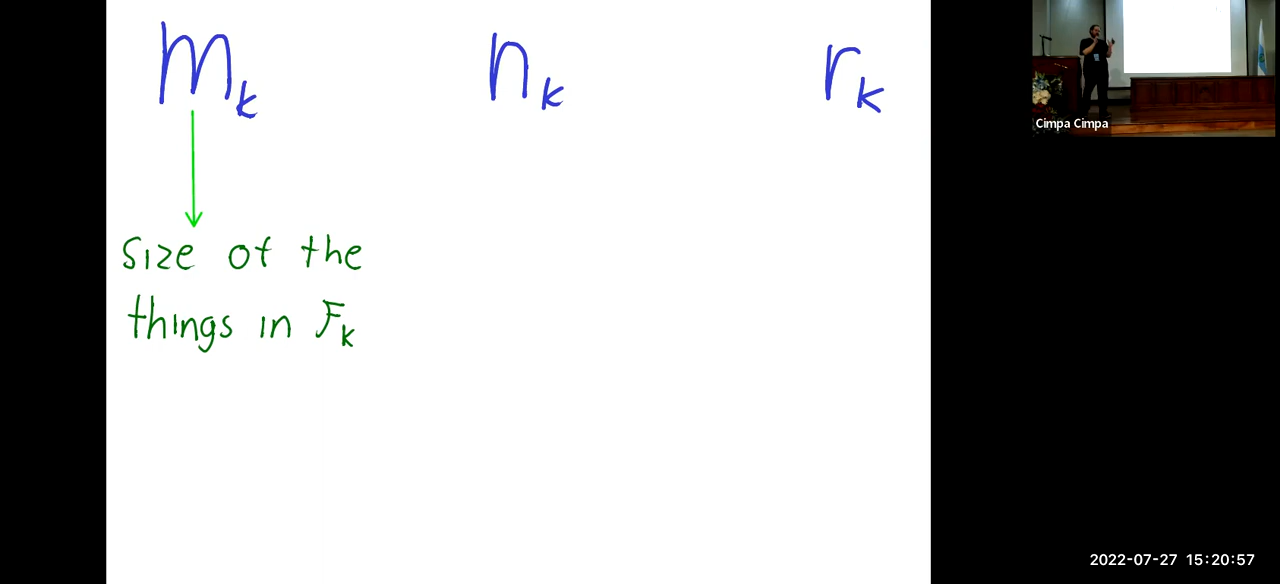 m_k n_k r_k
size of the
things in F_k
Cimpa Cimpa
2022-07-27 15:20:57